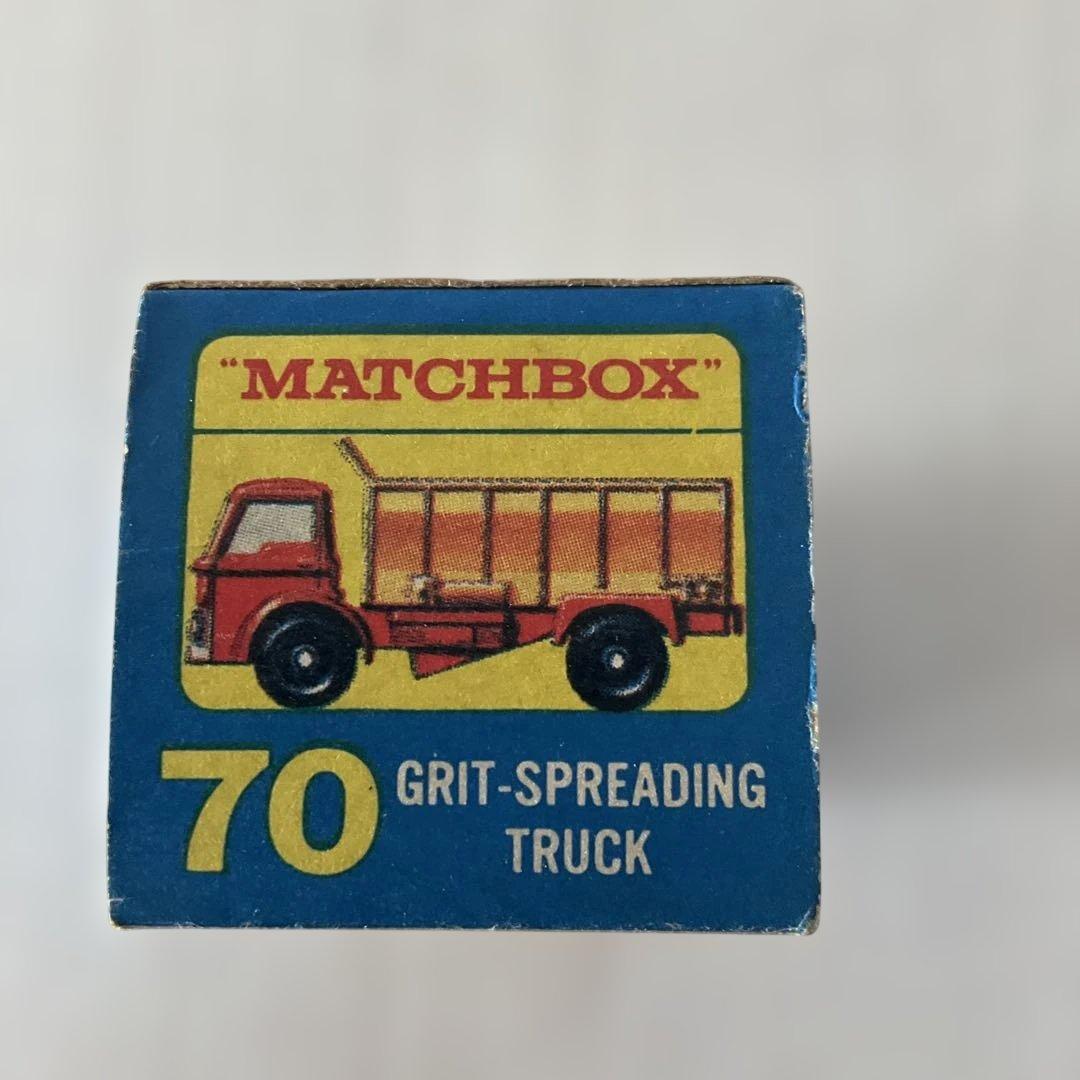 “MATCHBOX”
70 GRIT-SPREADING
TRUCK